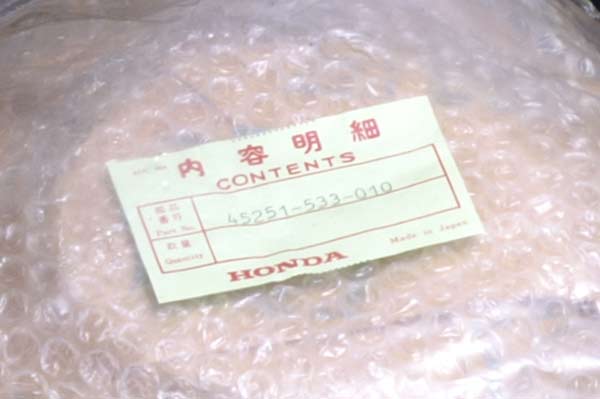 内容明細
CONTENTS
部品番号
Part No.
45251-533-010
数量
Quantity
HONDA
Made in Japan